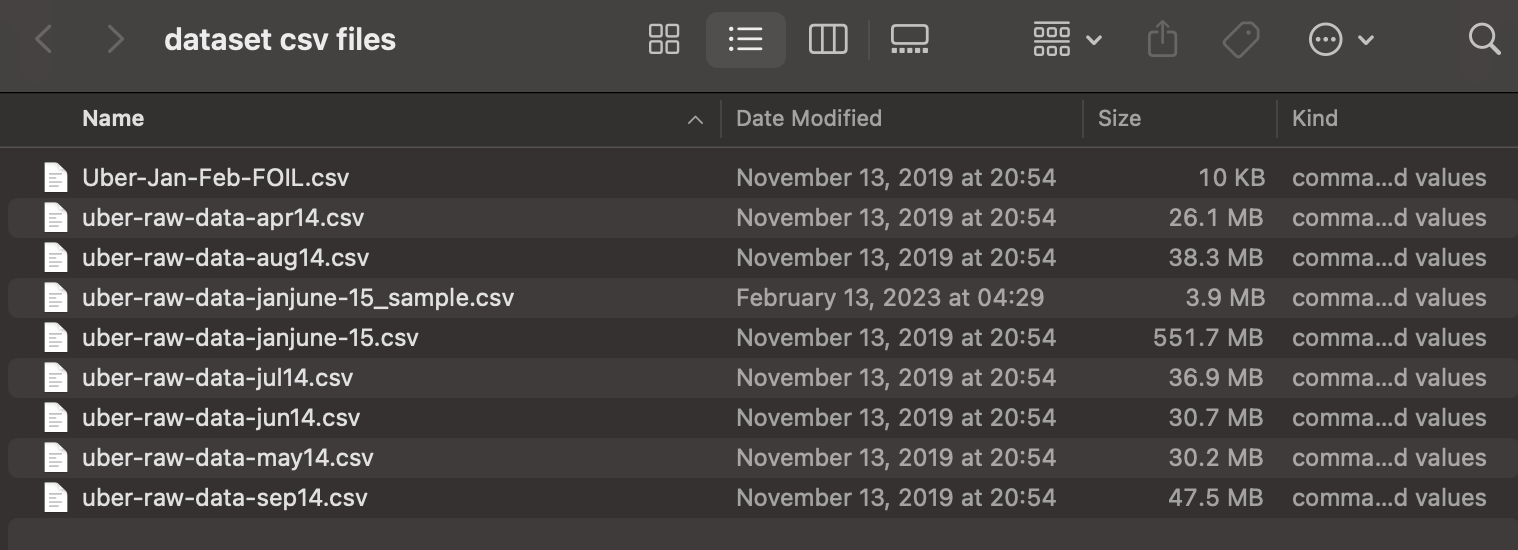 dataset csv files
Name Date Modified Size Kind
Uber-Jan-Feb-FOIL.csv November 13, 2019 at 20:54 10 KB comma...d values
uber-raw-data-apr14.csv November 13, 2019 at 20:54 26.1 MB comma...d values
uber-raw-data-aug14.csv November 13, 2019 at 20:54 38.3 MB comma...d values
uber-raw-data-janjune-15_sample.csv February 13, 2023 at 04:29 3.9 MB comma...d values
uber-raw-data-janjune-15.csv November 13, 2019 at 20:54 551.7 MB comma...d values
uber-raw-data-jul14.csv November 13, 2019 at 20:54 36.9 MB comma...d values
uber-raw-data-jun14.csv November 13, 2019 at 20:54 30.7 MB comma...d values
uber-raw-data-may14.csv November 13, 2019 at 20:54 30.2 MB comma...d values
uber-raw-data-sep14.csv November 13, 2019 at 20:54 47.5 MB comma...d values